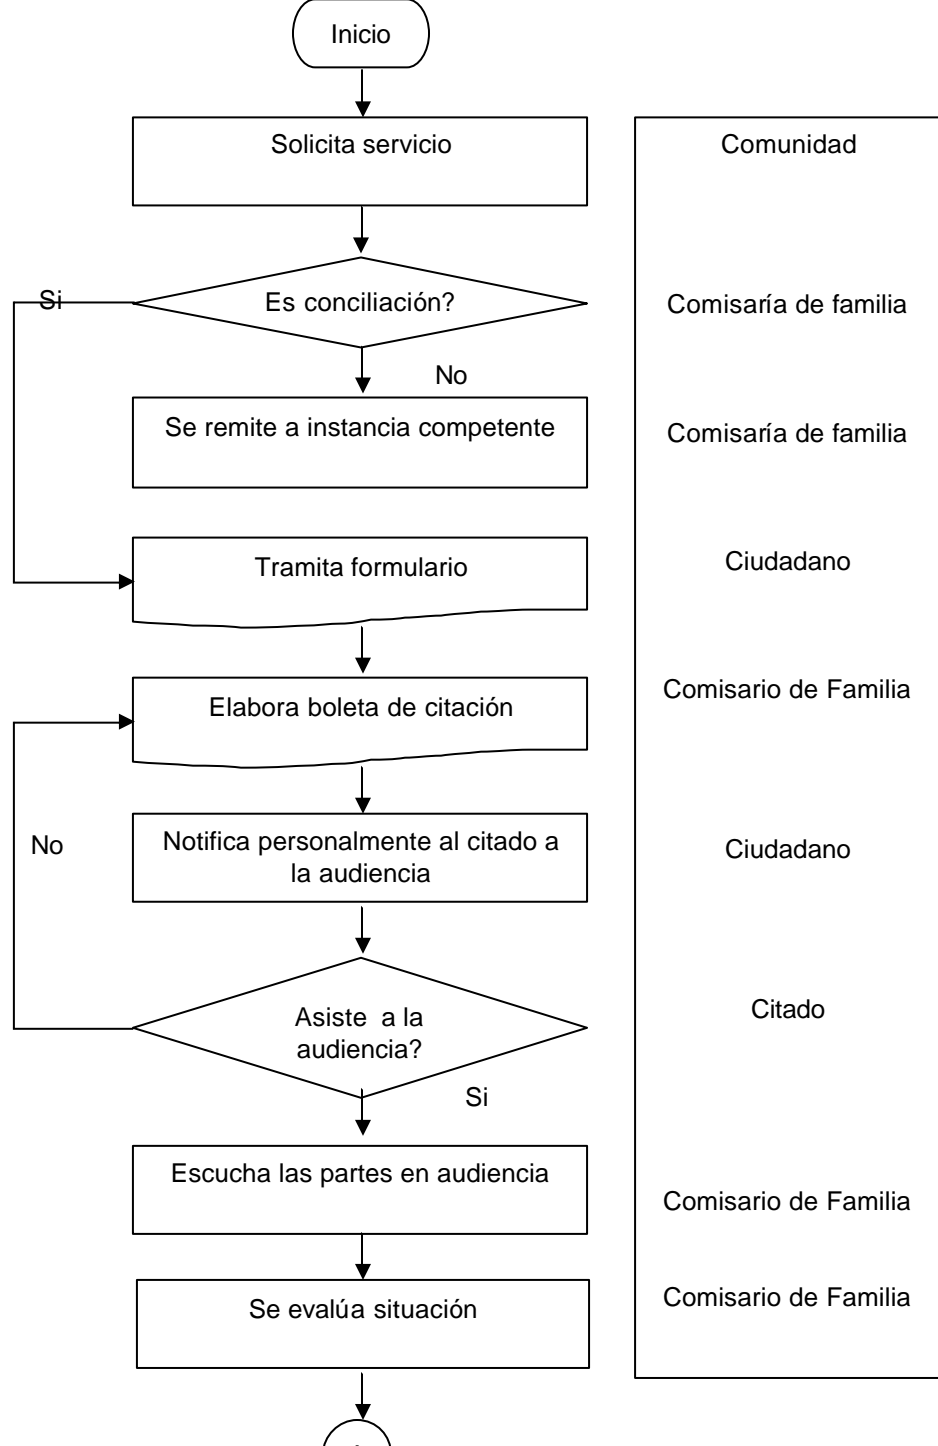 Inicio
Solicita servicio
Comunidad
Si
Es conciliación?
Comisaría de familia
No
Se remite a instancia competente
Comisaría de familia
Tramita formulario
Ciudadano
Elabora boleta de citación
Comisario de Familia
No
Notifica personalmente al citado a
la audiencia
Ciudadano
Asiste a la
audiencia?
Citado
Si
Escucha las partes en audiencia
Comisario de Familia
Se evalúa situación
Comisario de Familia